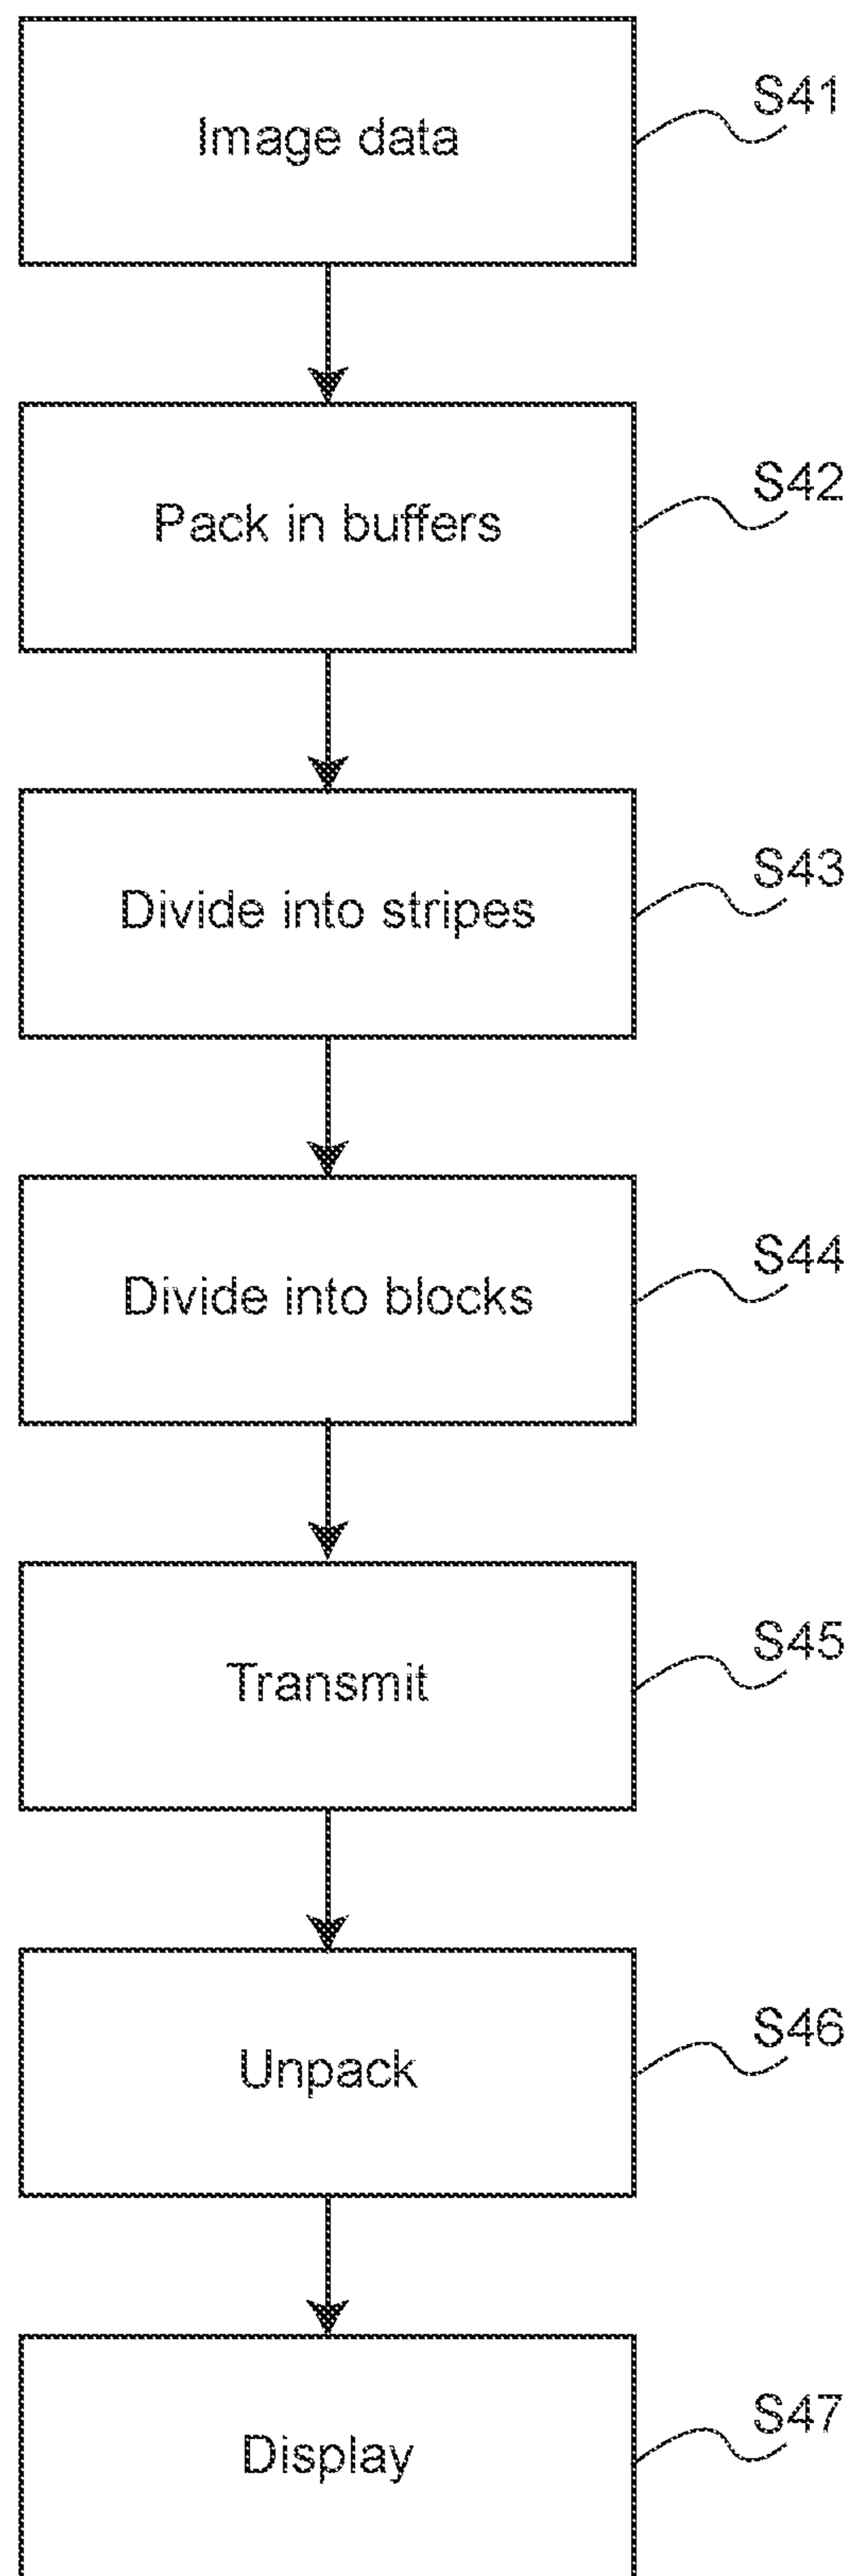 Image data
S41
Pack in buffers
S42
Divide into stripes
S43
Divide into blocks
S44
Transmit
S45
Unpack
S46
Display
S47